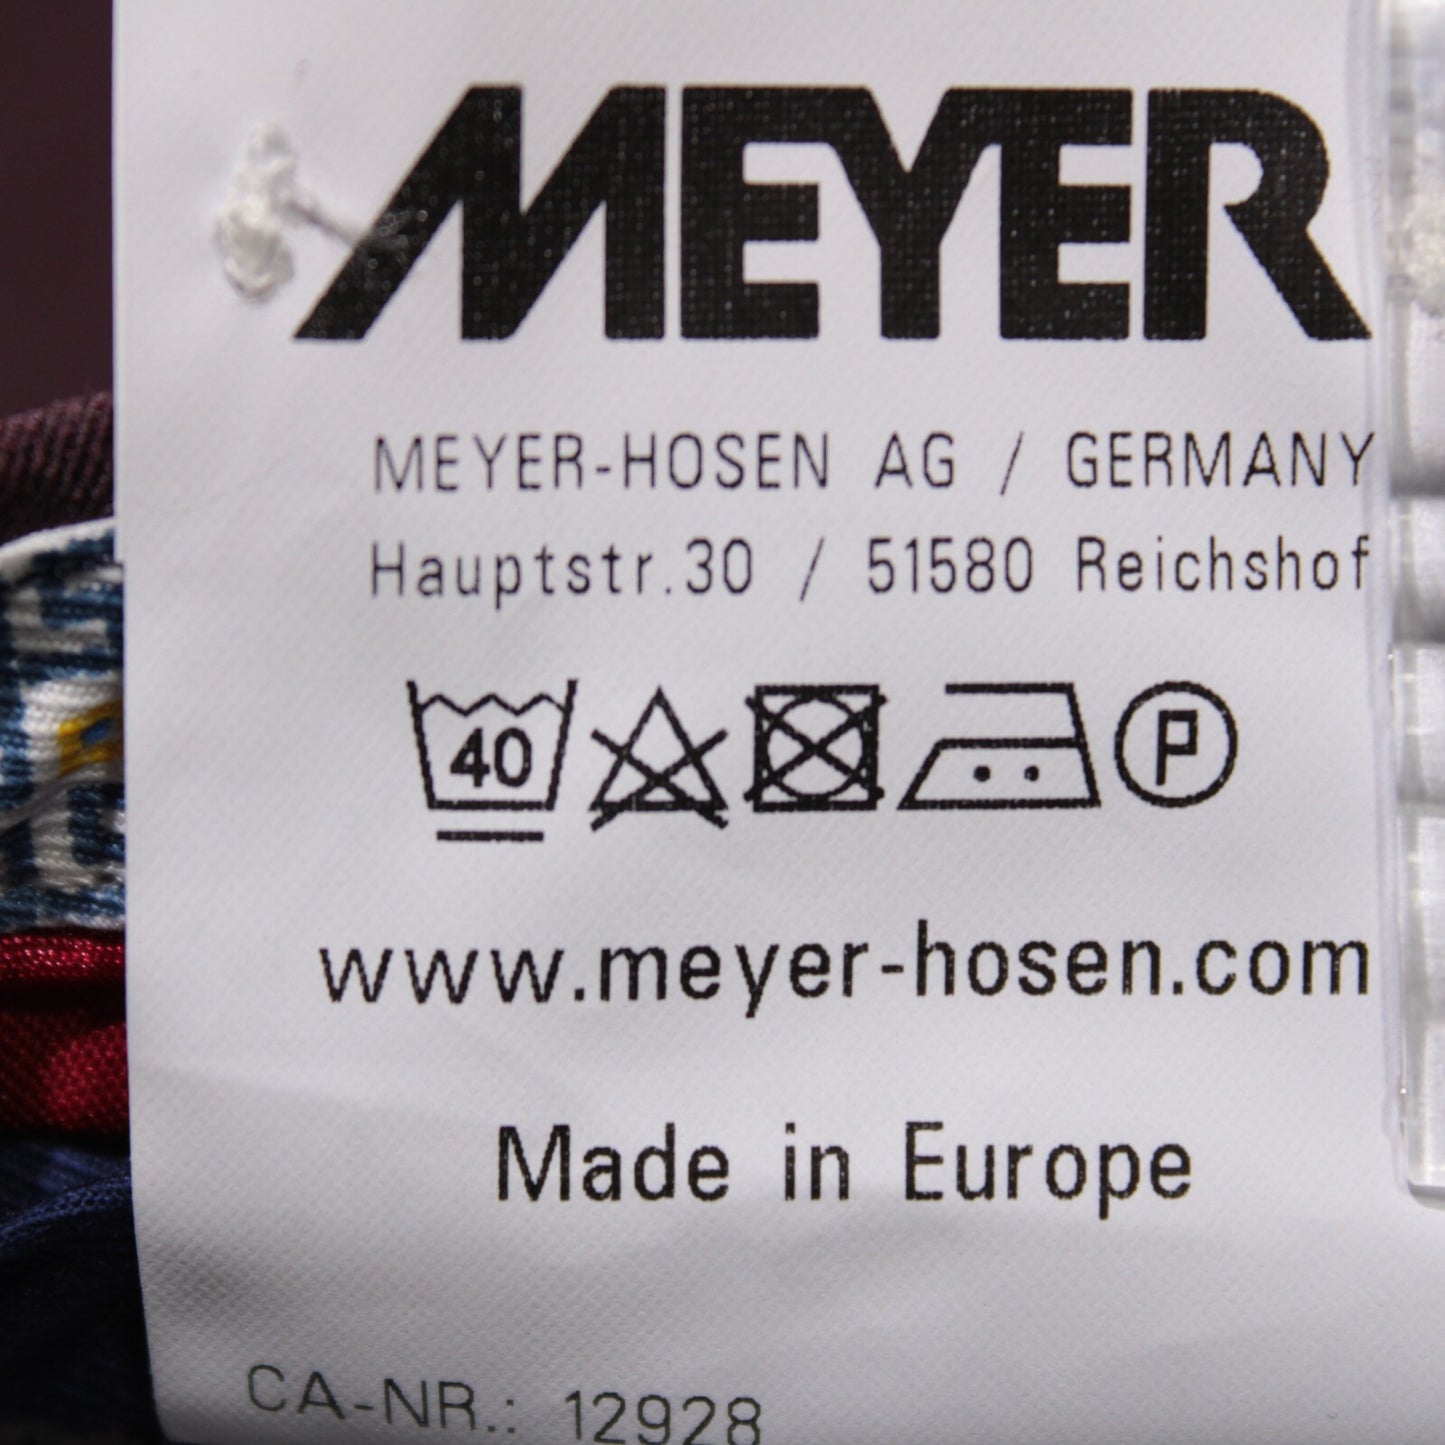 MEYER
MEYER-HOSEN AG / GERMANY
Hauptstr.30 / 51580 Reichshof
40 P
www.meyer-hosen.com
Made in Europe
CA-NR.: 12928